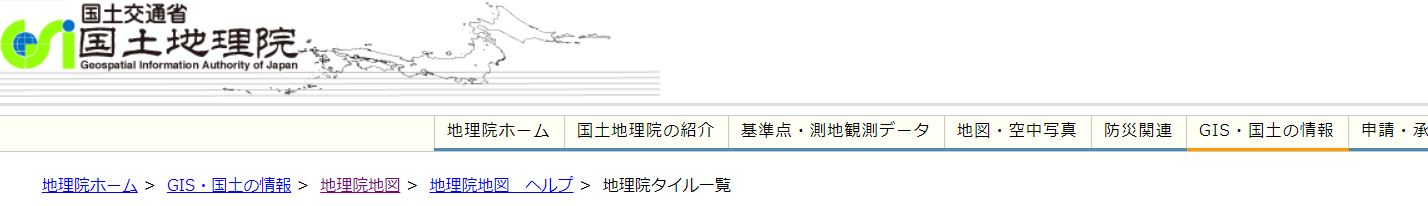 国土交通省
国土地理院
Geospatial Information Authority of Japan
地理院ホーム 国土地理院の紹介 基準点・測地観測データ 地図・空中写真 防災関連 GIS・国土の情報 申請・承
地理院ホーム > GIS・国土の情報 > 地理院地図 > 地理院地図　ヘルプ > 地理院タイル一覧